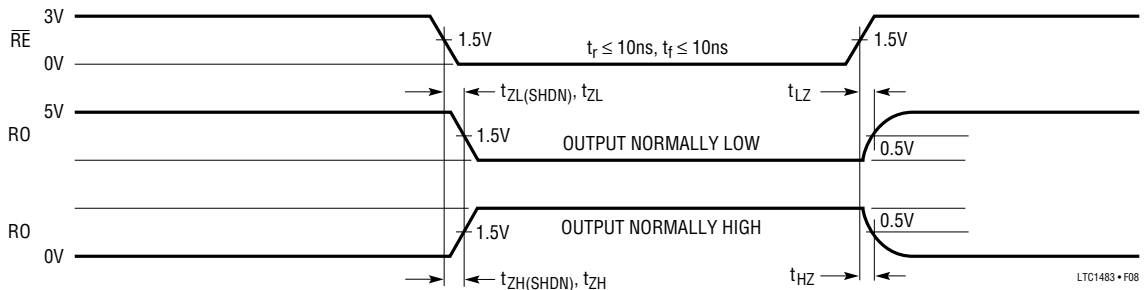 3V
RE
1.5V
tr ≤ 10ns, tf ≤ 10ns
1.5V
0V
tZL(SHDN), tZL
tLZ
5V
RO
1.5V
OUTPUT NORMALLY LOW
0.5V
OUTPUT NORMALLY HIGH
0.5V
RO
1.5V
0V
tZH(SHDN), tZH
tHZ
LTC1483 • F08